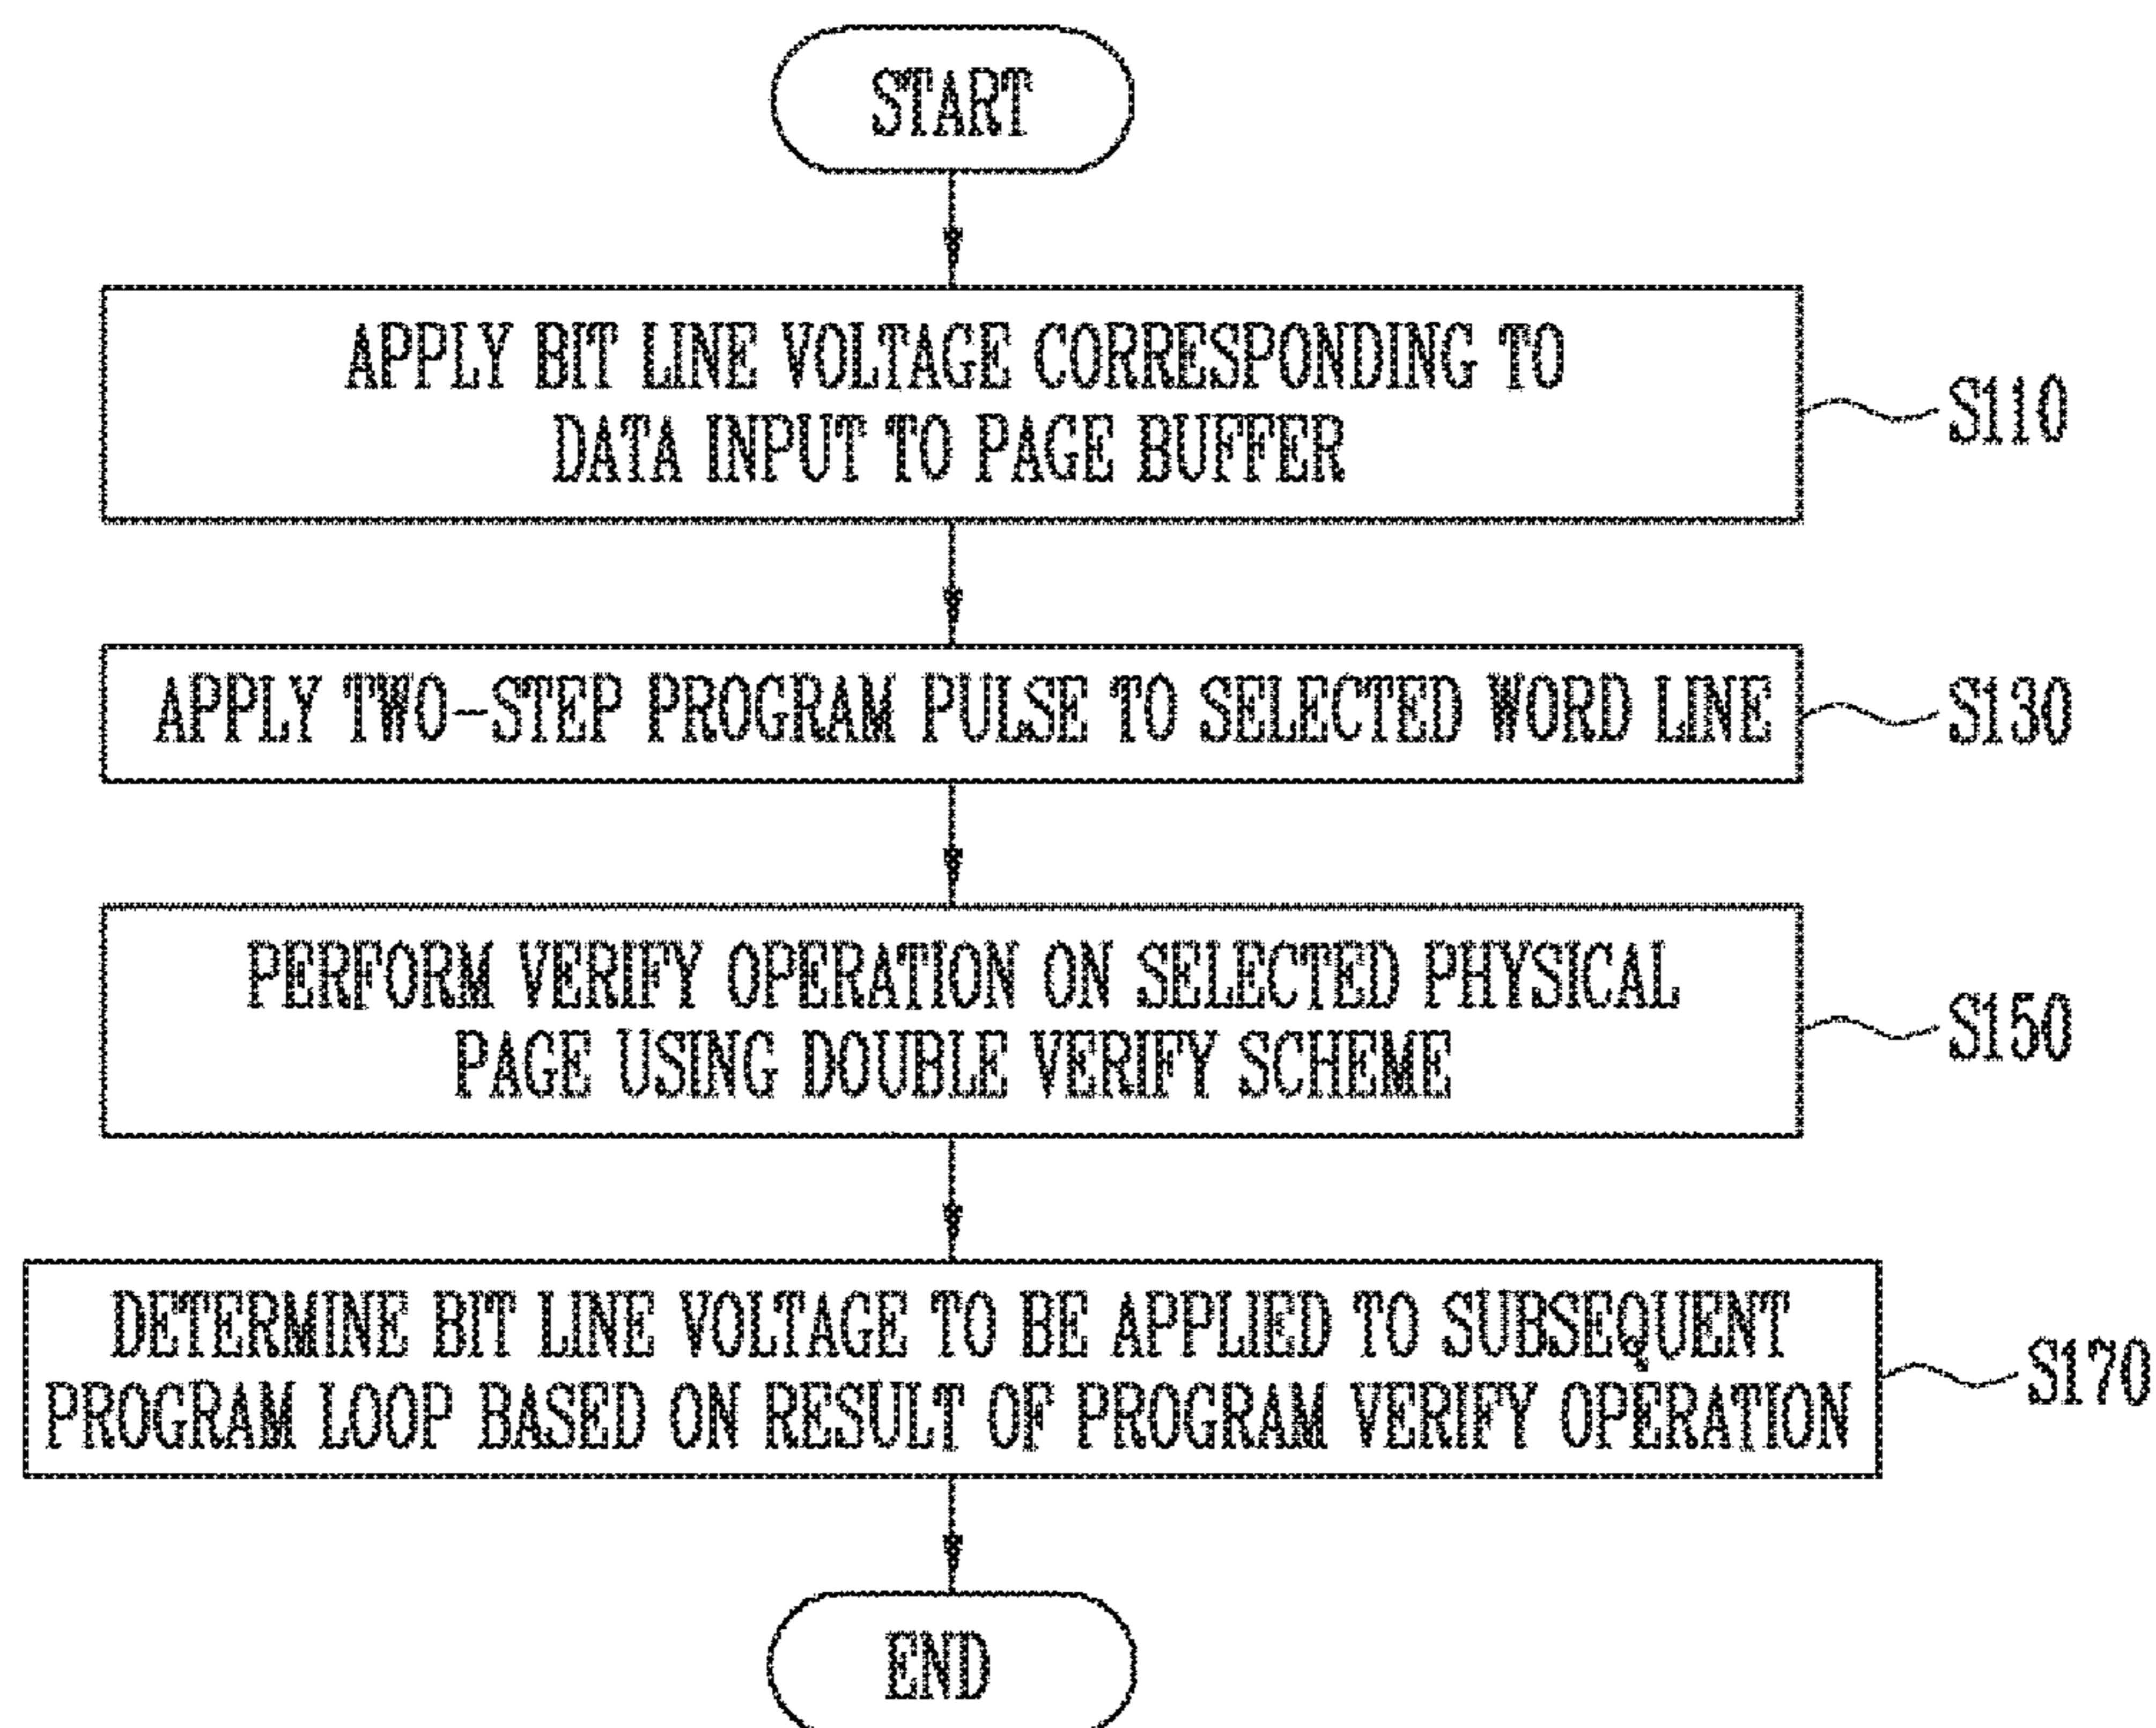 START
APPLY BIT LINE VOLTAGE CORRESPONDING TO
DATA INPUT TO PAGE BUFFER
S110
APPLY TWO-STEP PROGRAM PULSE TO SELECTED WORD LINE
S130
PERFORM VERIFY OPERATION ON SELECTED PHYSICAL
PAGE USING DOUBLE VERIFY SCHEME
S150
DETERMINE BIT LINE VOLTAGE TO BE APPLIED TO SUBSEQUENT
PROGRAM LOOP BASED ON RESULT OF PROGRAM VERIFY OPERATION
S170
END